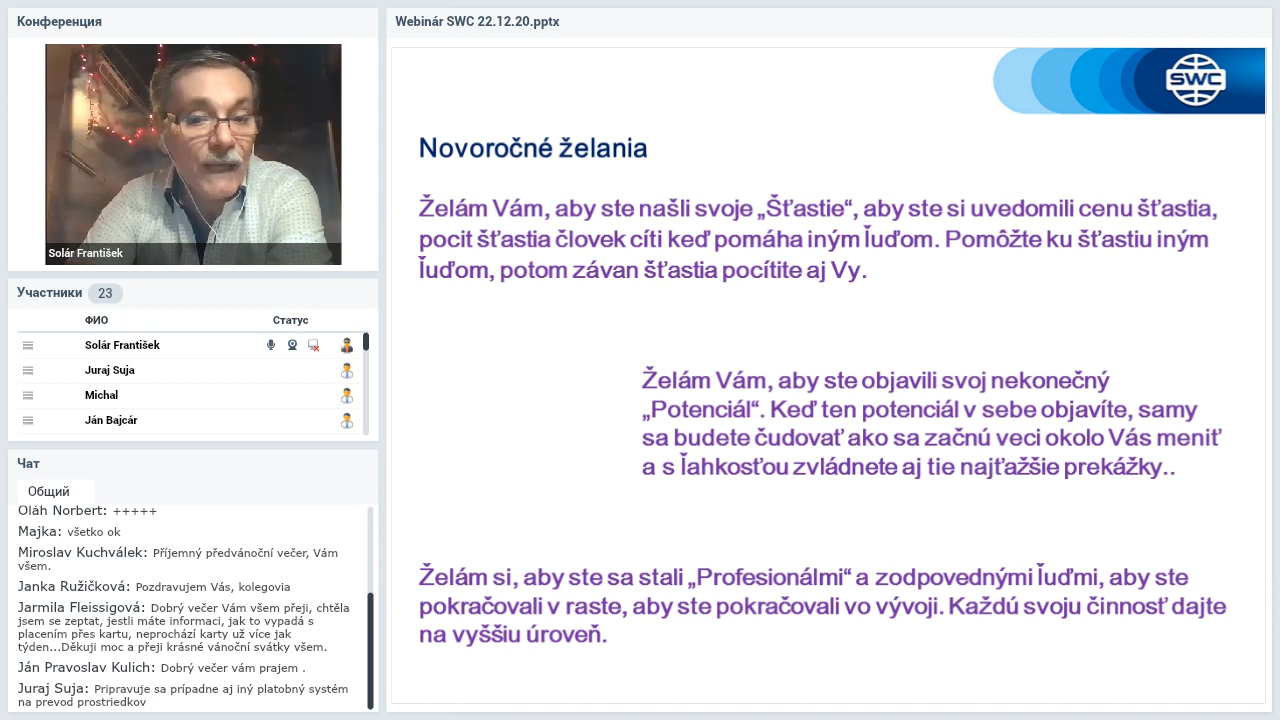 Конференция
Solár František
Участники 23
ФИО Статус
Solár František
Juraj Suja
Michal
Ján Bajcár
Чат
Общий
Oláh Norbert: +++++
Majka: všetko ok
Miroslav Kuchválek: Příjemný předvánoční večer, Vám
všem.
Janka Ružičková: Pozdravujem Vás, kolegovia
Jarmila Fleissigová: Dobrý večer Vám všem přeji, chtěla
jsem se zeptat, jestli máte informaci, jak to vypadá s
placením přes kartu, neprochází karty už více jak
týden...Děkuji moc a přeji krásné vánoční svátky všem.
Ján Pravoslav Kulich: Dobrý večer vám prajem .
Juraj Suja: Pripravuje sa prípadne aj iný platobný systém
na prevod prostriedkov
Webinár SWC 22.12.20.pptx
SWC
Novoročné želania
Želám Vám, aby ste našli svoje „Šťastie“, aby ste si uvedomili cenu šťastia,
pocit šťastia človek cíti keď pomáha iným ľuďom. Pomôžte ku šťastiu iným
ľuďom, potom závan šťastia pocítite aj Vy.
Želám Vám, aby ste objavili svoj nekonečný
„Potenciál“. Keď ten potenciál v sebe objavíte, samy
sa budete čudovať ako sa začnú veci okolo Vás meniť
a s ľahkosťou zvládnete aj tie najťažšie prekážky..
Želám si, aby ste sa stali „Profesionálmi“ a zodpovednými ľuďmi, aby ste
pokračovali v raste, aby ste pokračovali vo vývoji. Každú svoju činnosť dajte
na vyššiu úroveň.